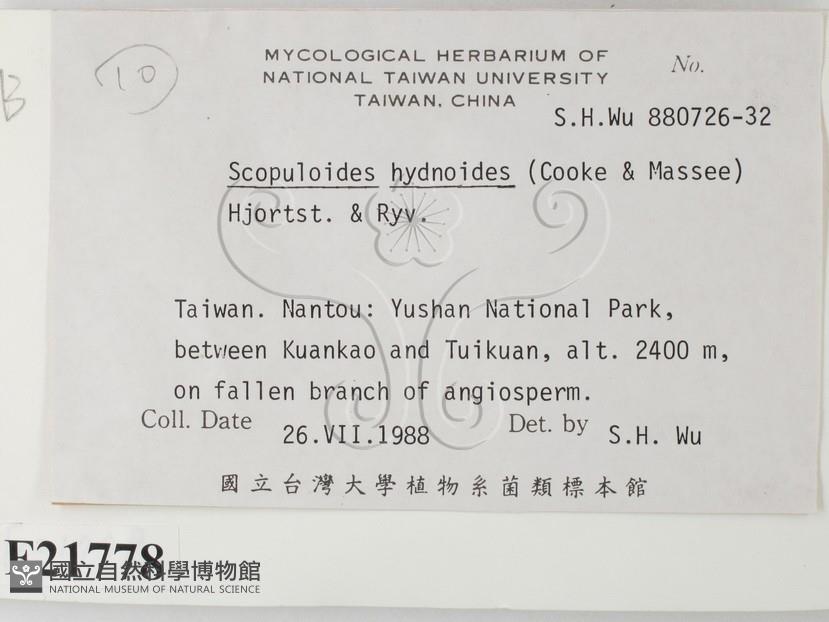 10
B
MYCOLOGICAL HERBARIUM OF
NATIONAL TAIWAN UNIVERSITY
TAIWAN, CHINA
No.
S.H.Wu 880726-32
Scopuloides hydnoides (Cooke & Massee)
Hjortst. & Ryv.
Taiwan. Nantou: Yushan National Park,
between Kuankao and Tuikuan, alt. 2400 m,
on fallen branch of angiosperm.
Coll. Date 26.VII.1988 Det. by S.H. Wu
國立台灣大學植物系菌類標本館
F21778
國立自然科學博物館
NATIONAL MUSEUM OF NATURAL SCIENCE